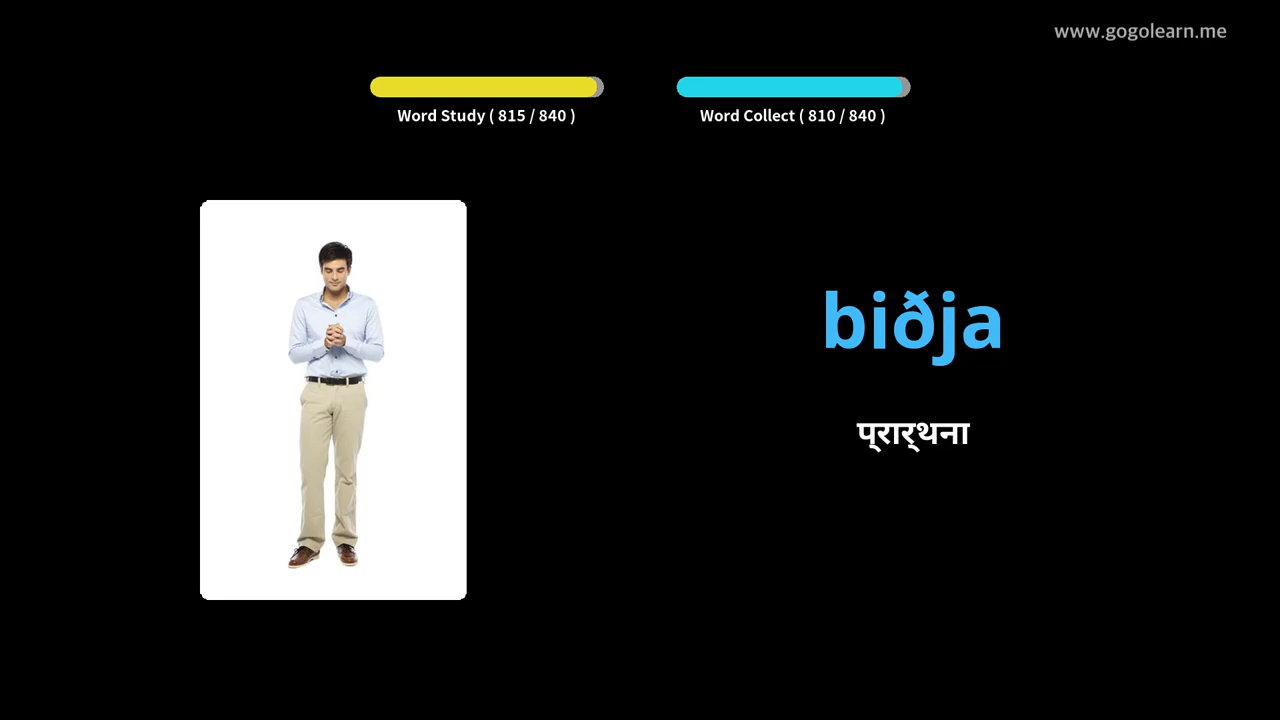 www.gogolearn.me
Word Study ( 815 / 840 )
Word Collect ( 810 / 840 )
biðja
प्रार्थना